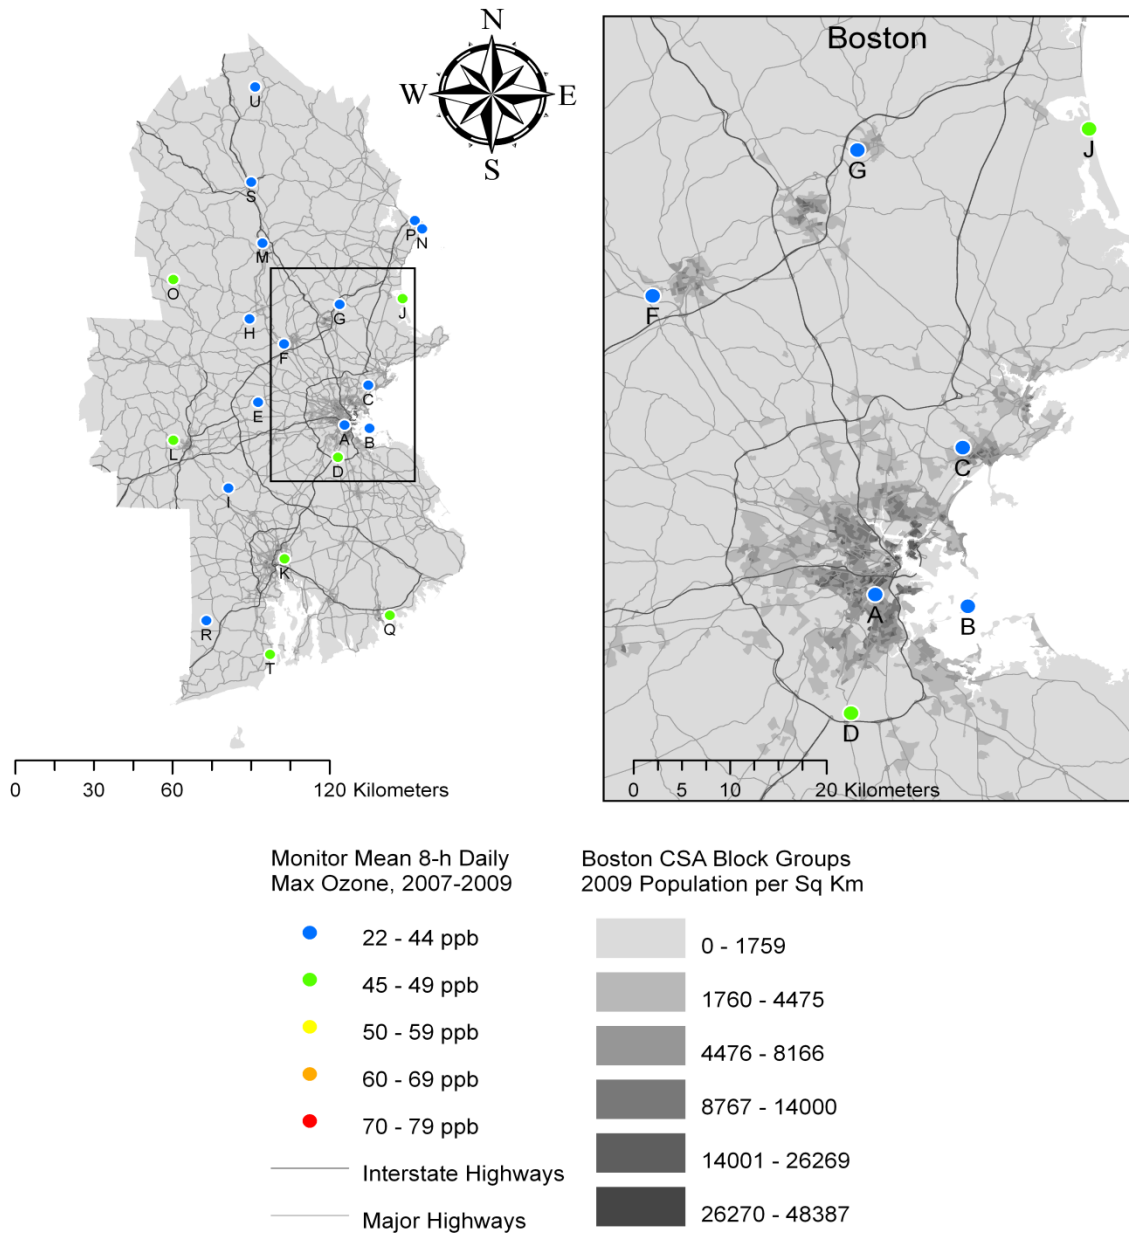 N
W E
S
U
S
P N
M
O
J
G
H
F
C
E
A B
L
D
I
K
Q
R
T
0 30 60 120 Kilometers
Boston
J
G
F
C
A
B
D
0 5 10 20 Kilometers
Monitor Mean 8-h Daily
Max Ozone, 2007-2009
22 - 44 ppb
45 - 49 ppb
50 - 59 ppb
60 - 69 ppb
70 - 79 ppb
Interstate Highways
Major Highways
Boston CSA Block Groups
2009 Population per Sq Km
0 - 1759
1760 - 4475
4476 - 8166
8767 - 14000
14001 - 26269
26270 - 48387